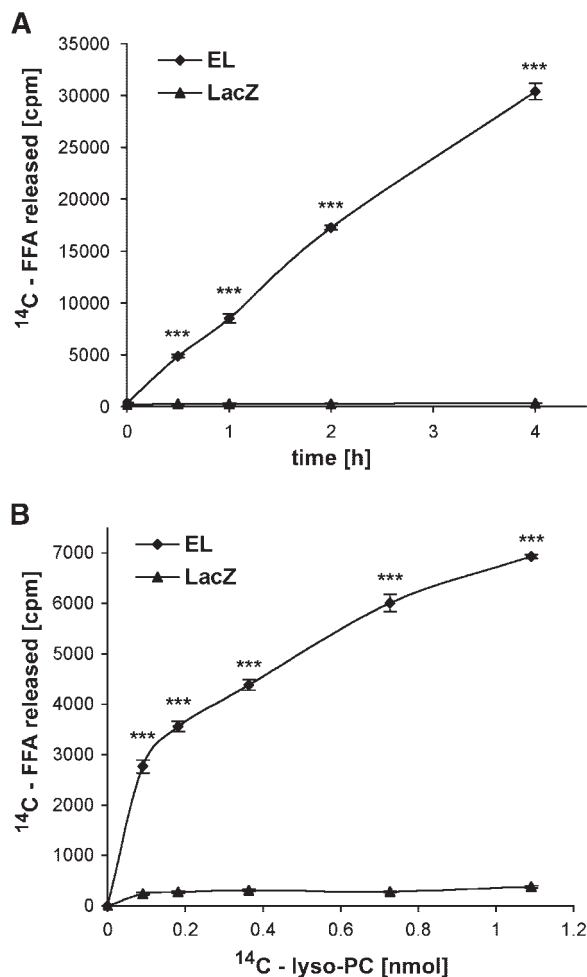 A
EL
LacZ
¹⁴C - FFA released [cpm]
35000
30000
25000
20000
15000
10000
5000
0
***
***
***
***
0 1 2 3 4
time [h]
B
EL
LacZ
¹⁴C - FFA released [cpm]
7000
6000
5000
4000
3000
2000
1000
0
***
***
***
***
***
0 0.2 0.4 0.6 0.8 1 1.2
¹⁴C - lyso-PC [nmol]